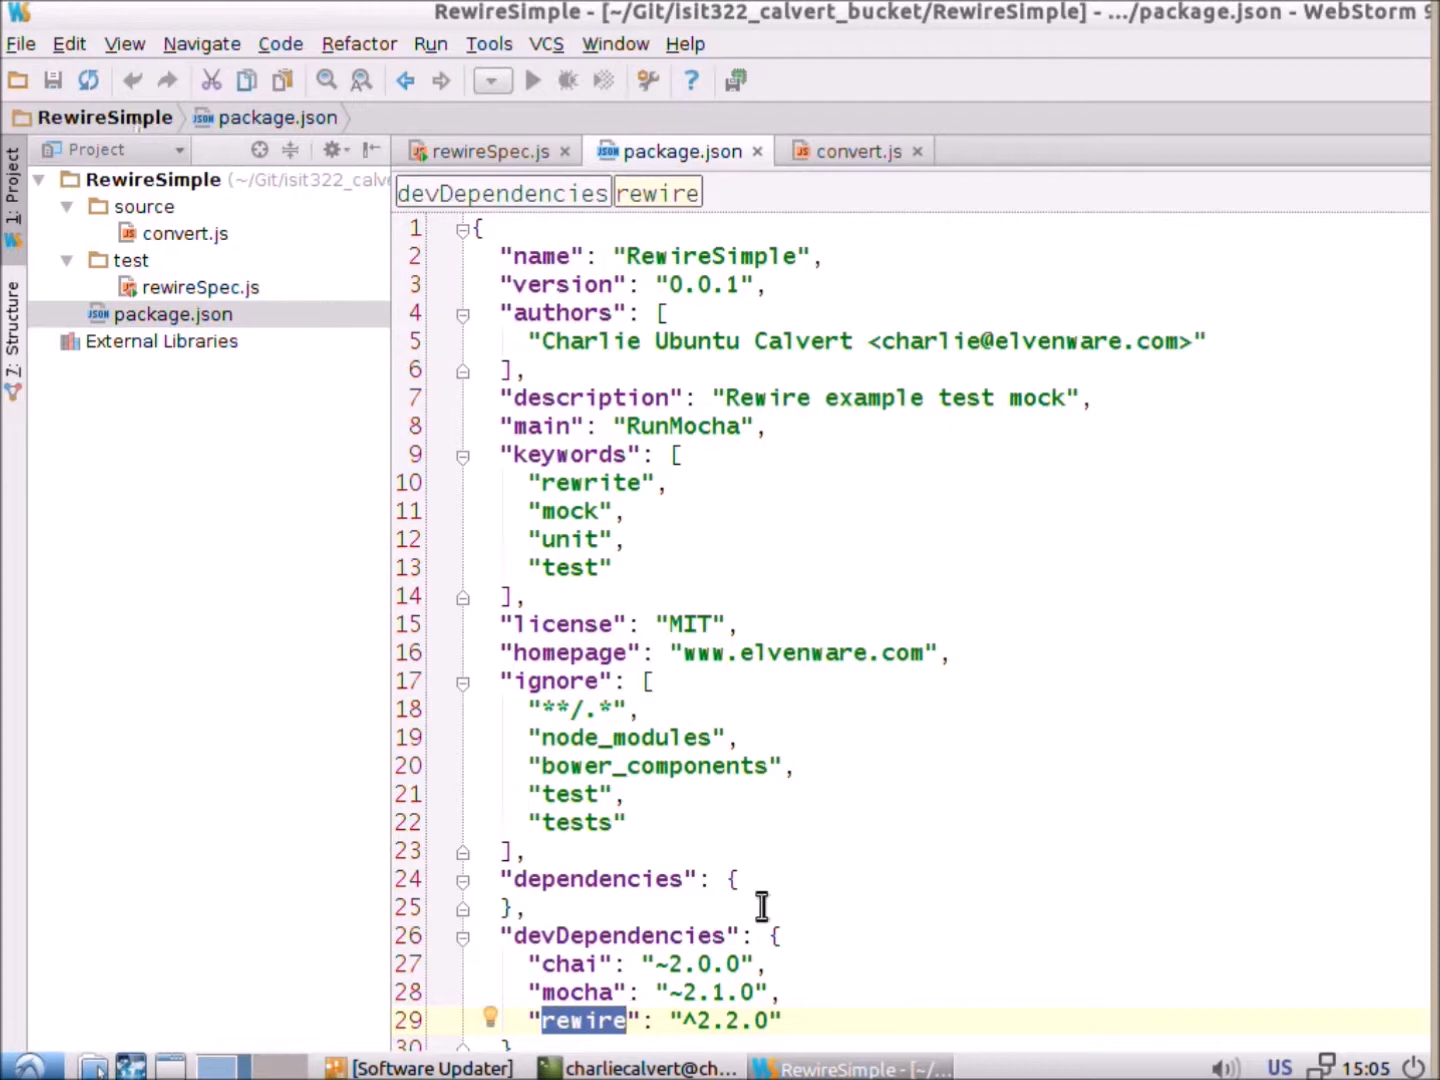 RewireSimple - [~/Git/isit322_calvert_bucket/RewireSimple] - .../package.json - WebStorm 9
File Edit View Navigate Code Refactor Run Tools VCS Window Help
RewireSimple package.json
1: Project
7: Structure
Project
RewireSimple (~/Git/isit322_calv
source
convert.js
test
rewireSpec.js
package.json
External Libraries
rewireSpec.js package.json convert.js
devDependencies rewire
1 {
2 "name": "RewireSimple",
3 "version": "0.0.1",
4 "authors": [
5 "Charlie Ubuntu Calvert <charlie@elvenware.com>"
6 ],
7 "description": "Rewire example test mock",
8 "main": "RunMocha",
9 "keywords": [
10 "rewrite",
11 "mock",
12 "unit",
13 "test"
14 ],
15 "license": "MIT",
16 "homepage": "www.elvenware.com",
17 "ignore": [
18 "**/.*",
19 "node_modules",
20 "bower_components",
21 "test",
22 "tests"
23 ],
24 "dependencies": {
25 },
26 "devDependencies": {
27 "chai": "~2.0.0",
28 "mocha": "~2.1.0",
29 "rewire": "^2.2.0"
30 }
[Software Updater] charliecalvert@ch... RewireSimple - [~/... US 15:05